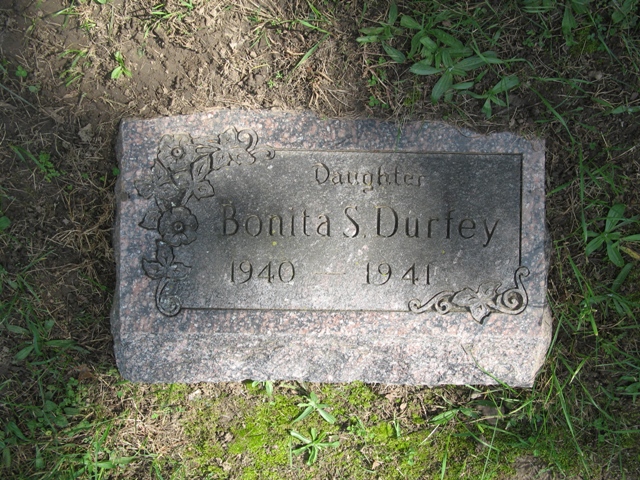 Daughter
Bonita S. Durfey
1940 — 1941